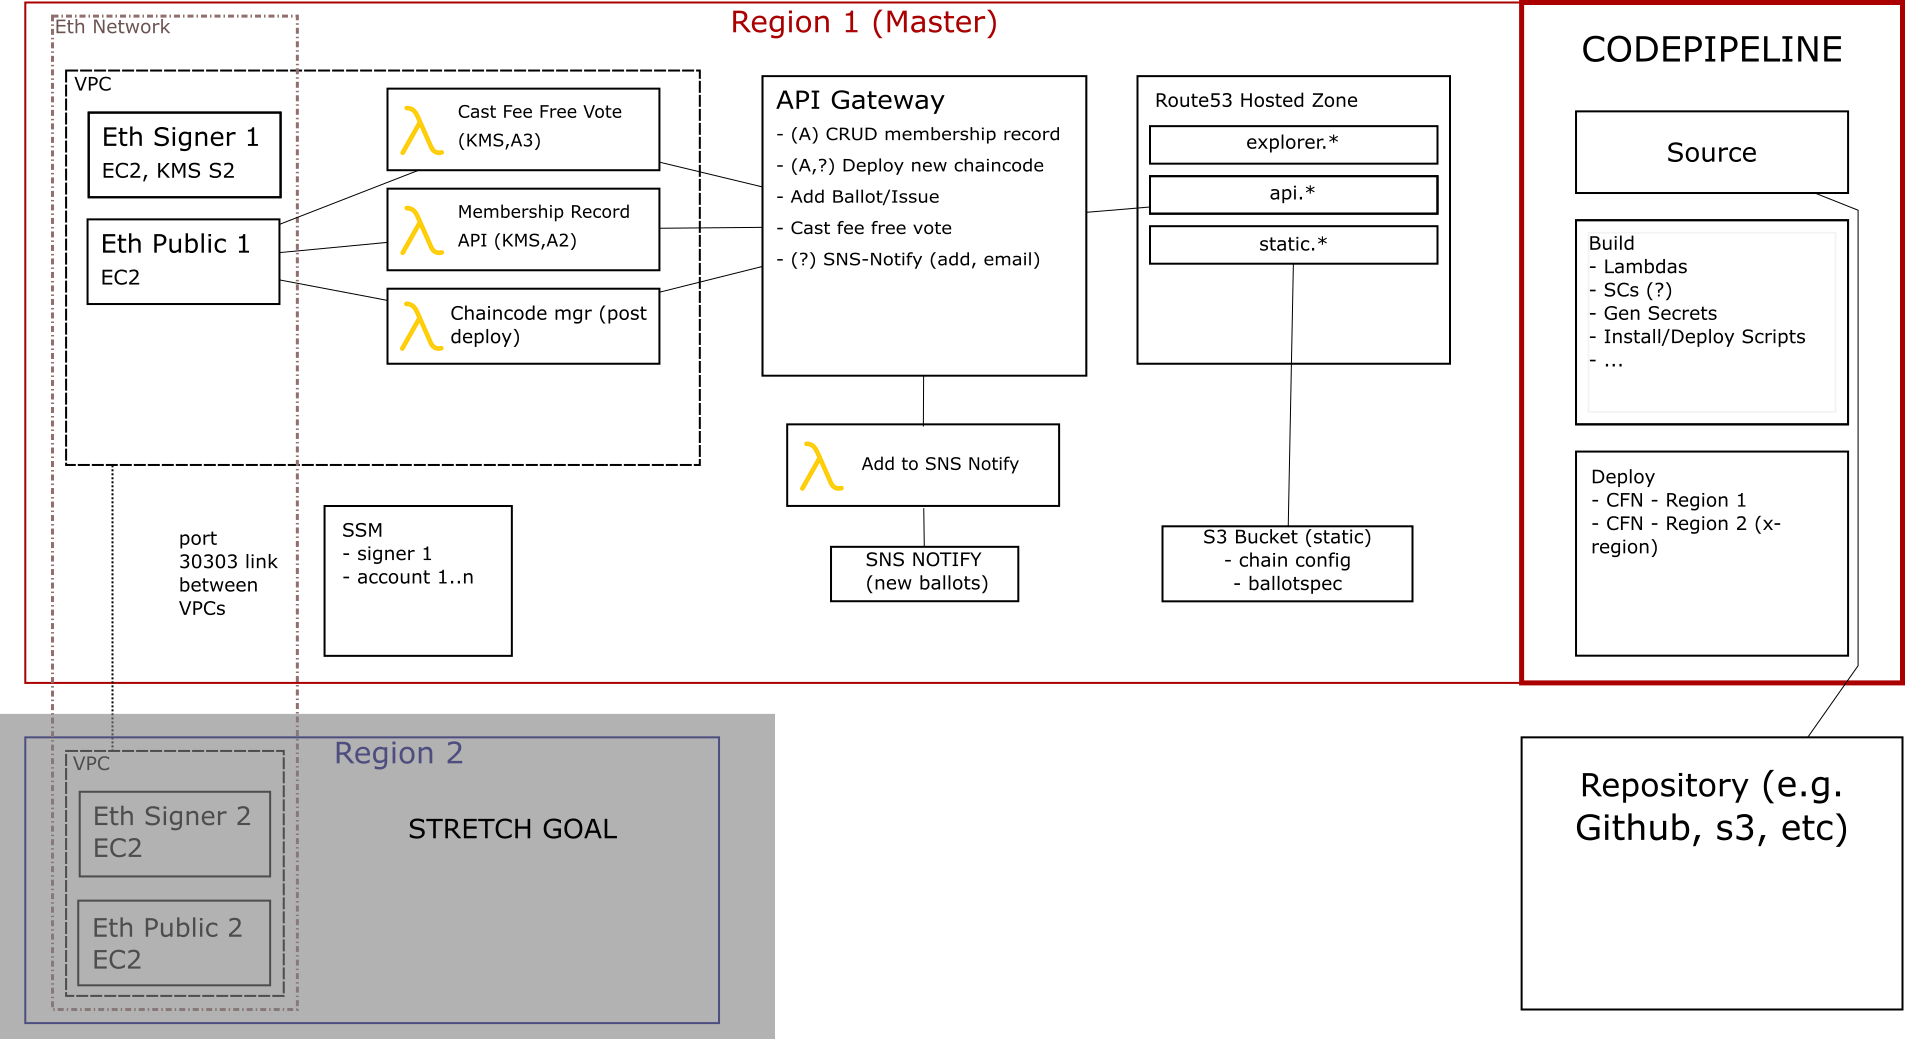 Region 1 (Master)
Eth Network
VPC
Eth Signer 1
EC2, KMS S2
Eth Public 1
EC2
Cast Fee Free Vote
(KMS,A3)
Membership Record
API (KMS,A2)
Chaincode mgr (post
deploy)
API Gateway
- (A) CRUD membership record
- (A,?) Deploy new chaincode
- Add Ballot/Issue
- Cast fee free vote
- (?) SNS-Notify (add, email)
Route53 Hosted Zone
explorer.*
api.*
static.*
port
30303 link
between
VPCs
SSM
- signer 1
- account 1..n
Add to SNS Notify
SNS NOTIFY
(new ballots)
S3 Bucket (static)
- chain config
- ballotspec
CODEPIPELINE
Source
Build
- Lambdas
- SCs (?)
- Gen Secrets
- Install/Deploy Scripts
- ...
Deploy
- CFN - Region 1
- CFN - Region 2 (x-
region)
Region 2
VPC
Eth Signer 2
EC2
Eth Public 2
EC2
STRETCH GOAL
Repository (e.g.
Github, s3, etc)